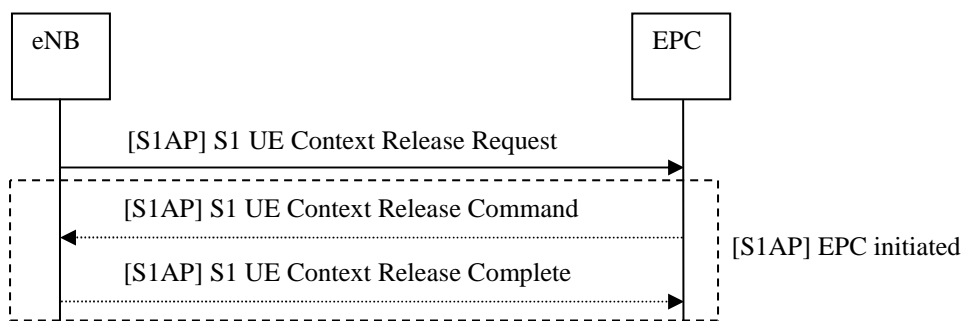 eNB
EPC
[S1AP] S1 UE Context Release Request
[S1AP] S1 UE Context Release Command
[S1AP] EPC initiated
[S1AP] S1 UE Context Release Complete